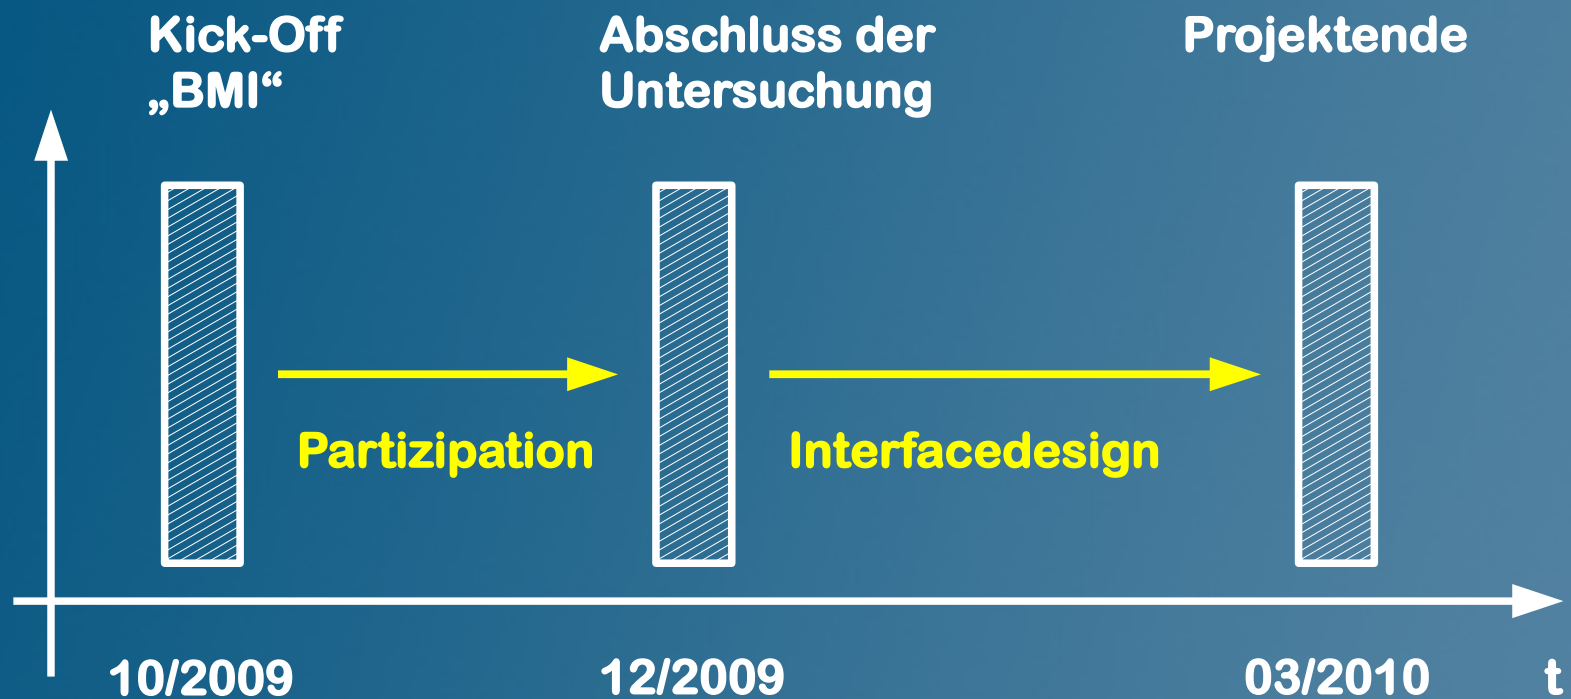 Kick-Off
„BMI“
Abschluss der
Untersuchung
Projektende
Partizipation
Interfacedesign
10/2009
12/2009
03/2010
t